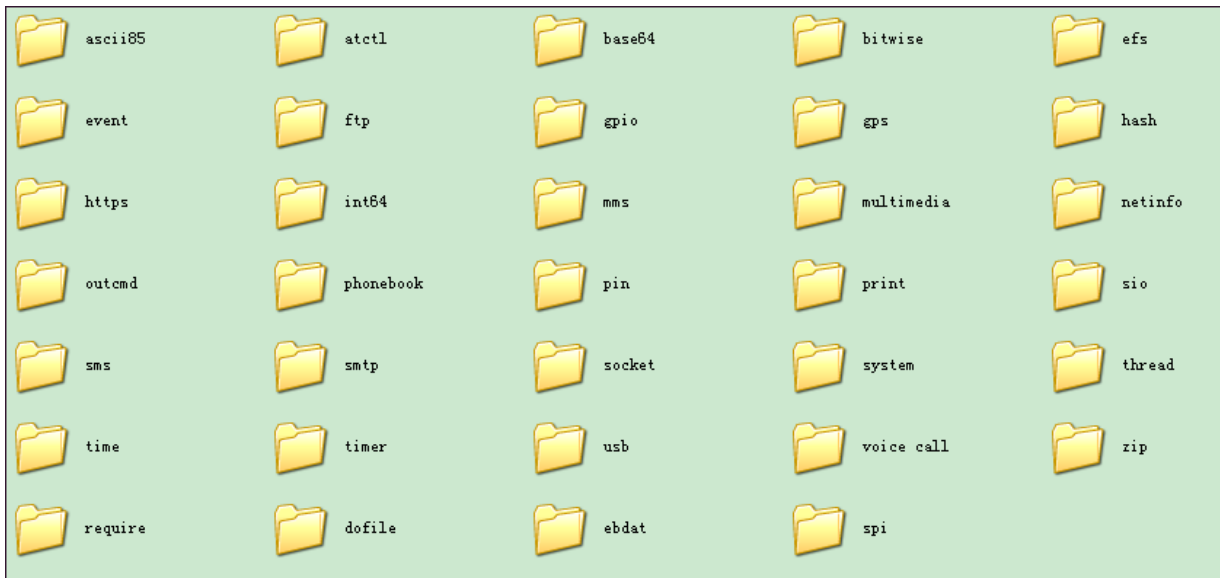 ascii85 atctl base64 bitwise efs
event ftp gpio gps hash
https int64 mms multimedia netinfo
outcmd phonebook pin print sio
sms smtp socket system thread
time timer usb voice call zip
require dofile ebdat spi